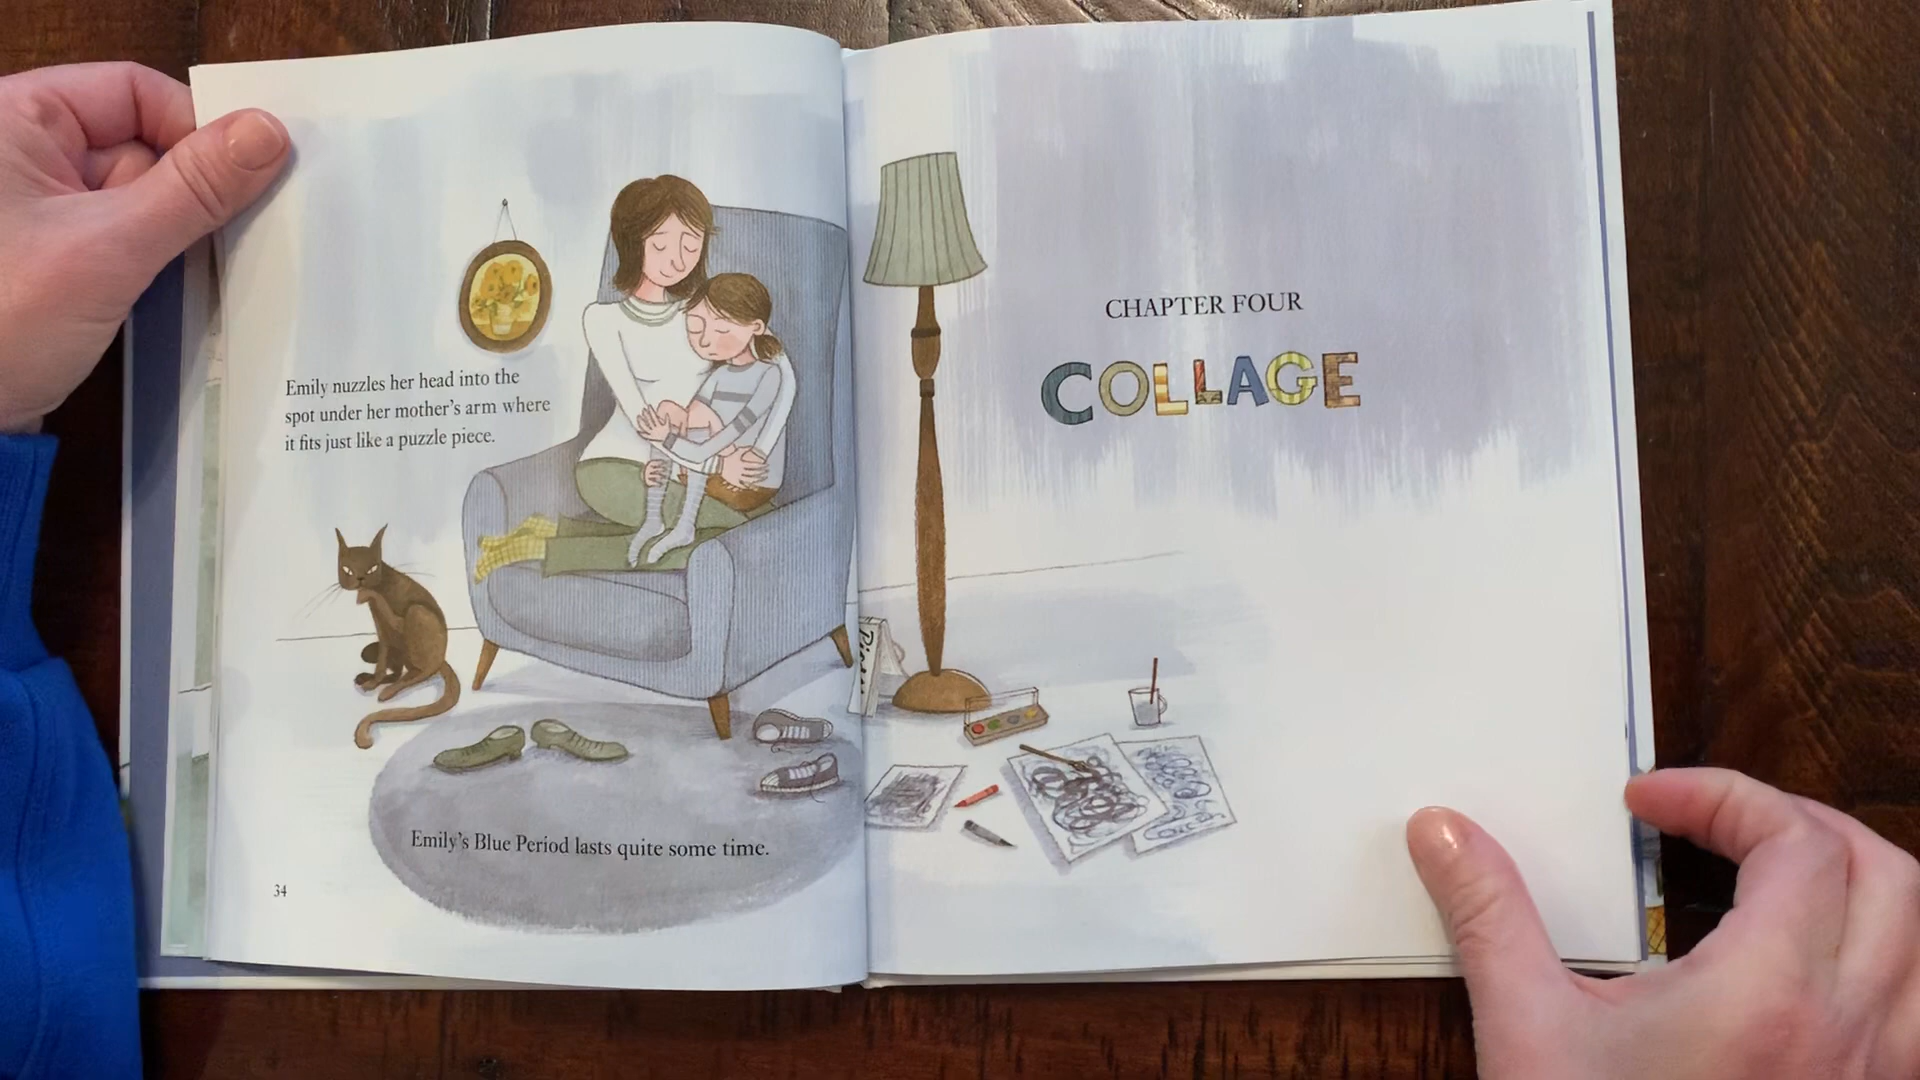 Emily nuzzles her head into the
spot under her mother's arm where
it fits just like a puzzle piece.
Emily's Blue Period lasts quite some time.
34
CHAPTER FOUR
COLLAGE